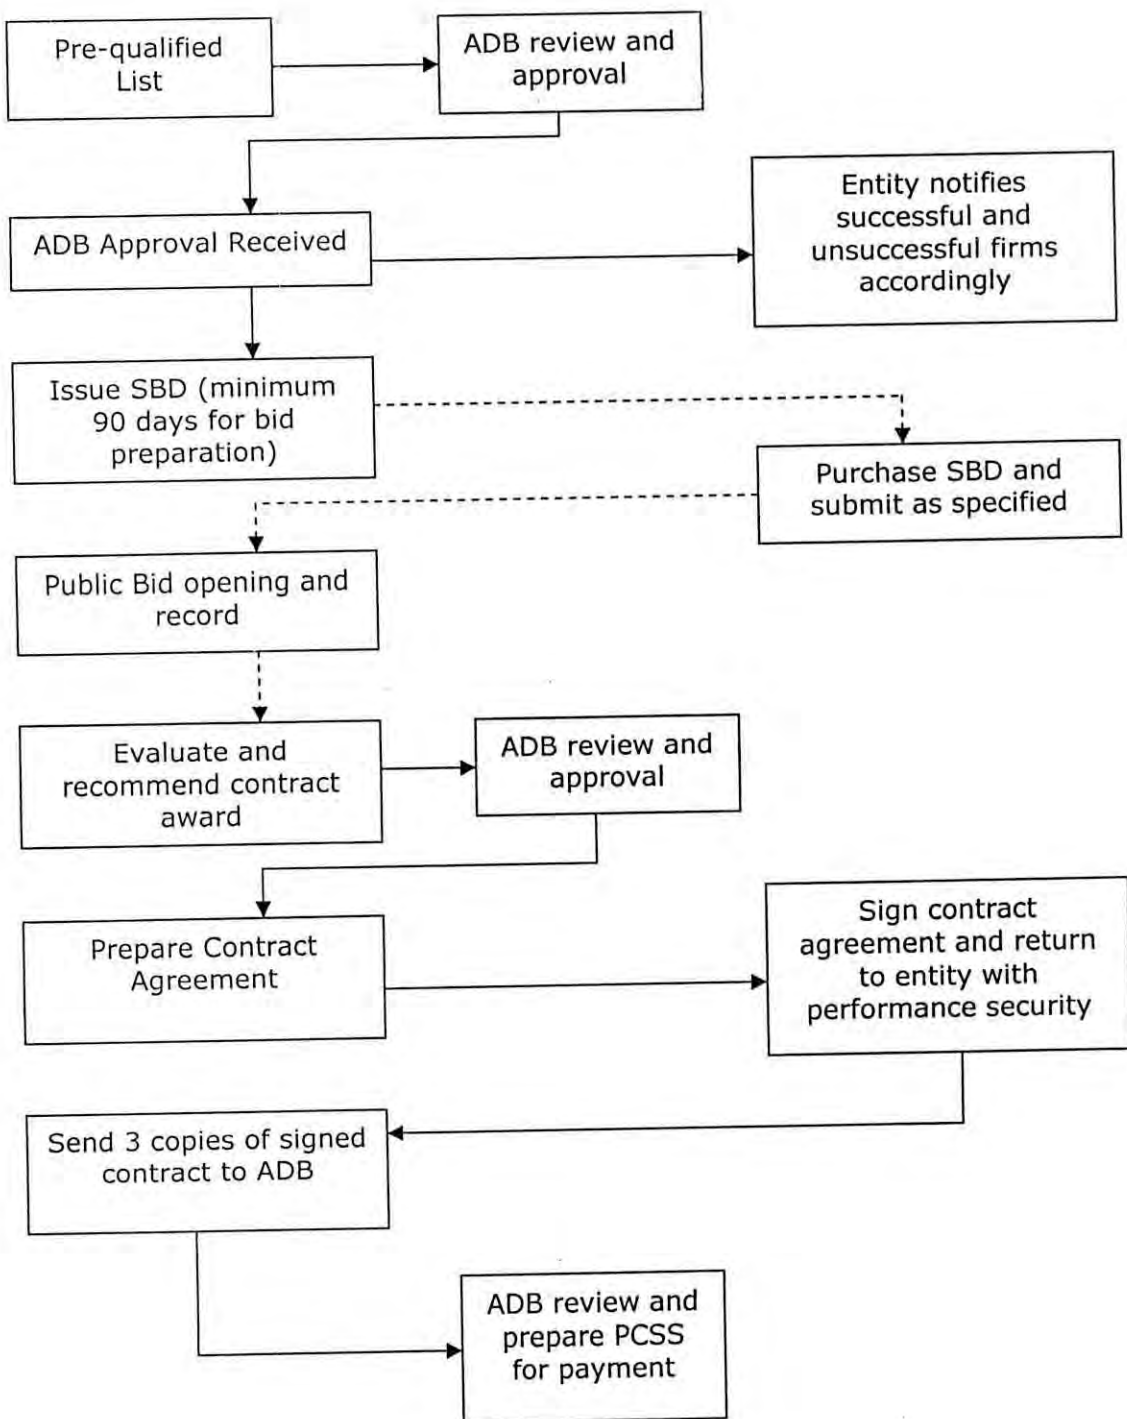 Pre-qualified
List
ADB review and
approval
Entity notifies
successful and
unsuccessful firms
accordingly
ADB Approval Received
Issue SBD (minimum
90 days for bid
preparation)
Purchase SBD and
submit as specified
Public Bid opening and
record
Evaluate and
recommend contract
award
ADB review and
approval
Prepare Contract
Agreement
Sign contract
agreement and return
to entity with
performance security
Send 3 copies of signed
contract to ADB
ADB review and
prepare PCSS
for payment